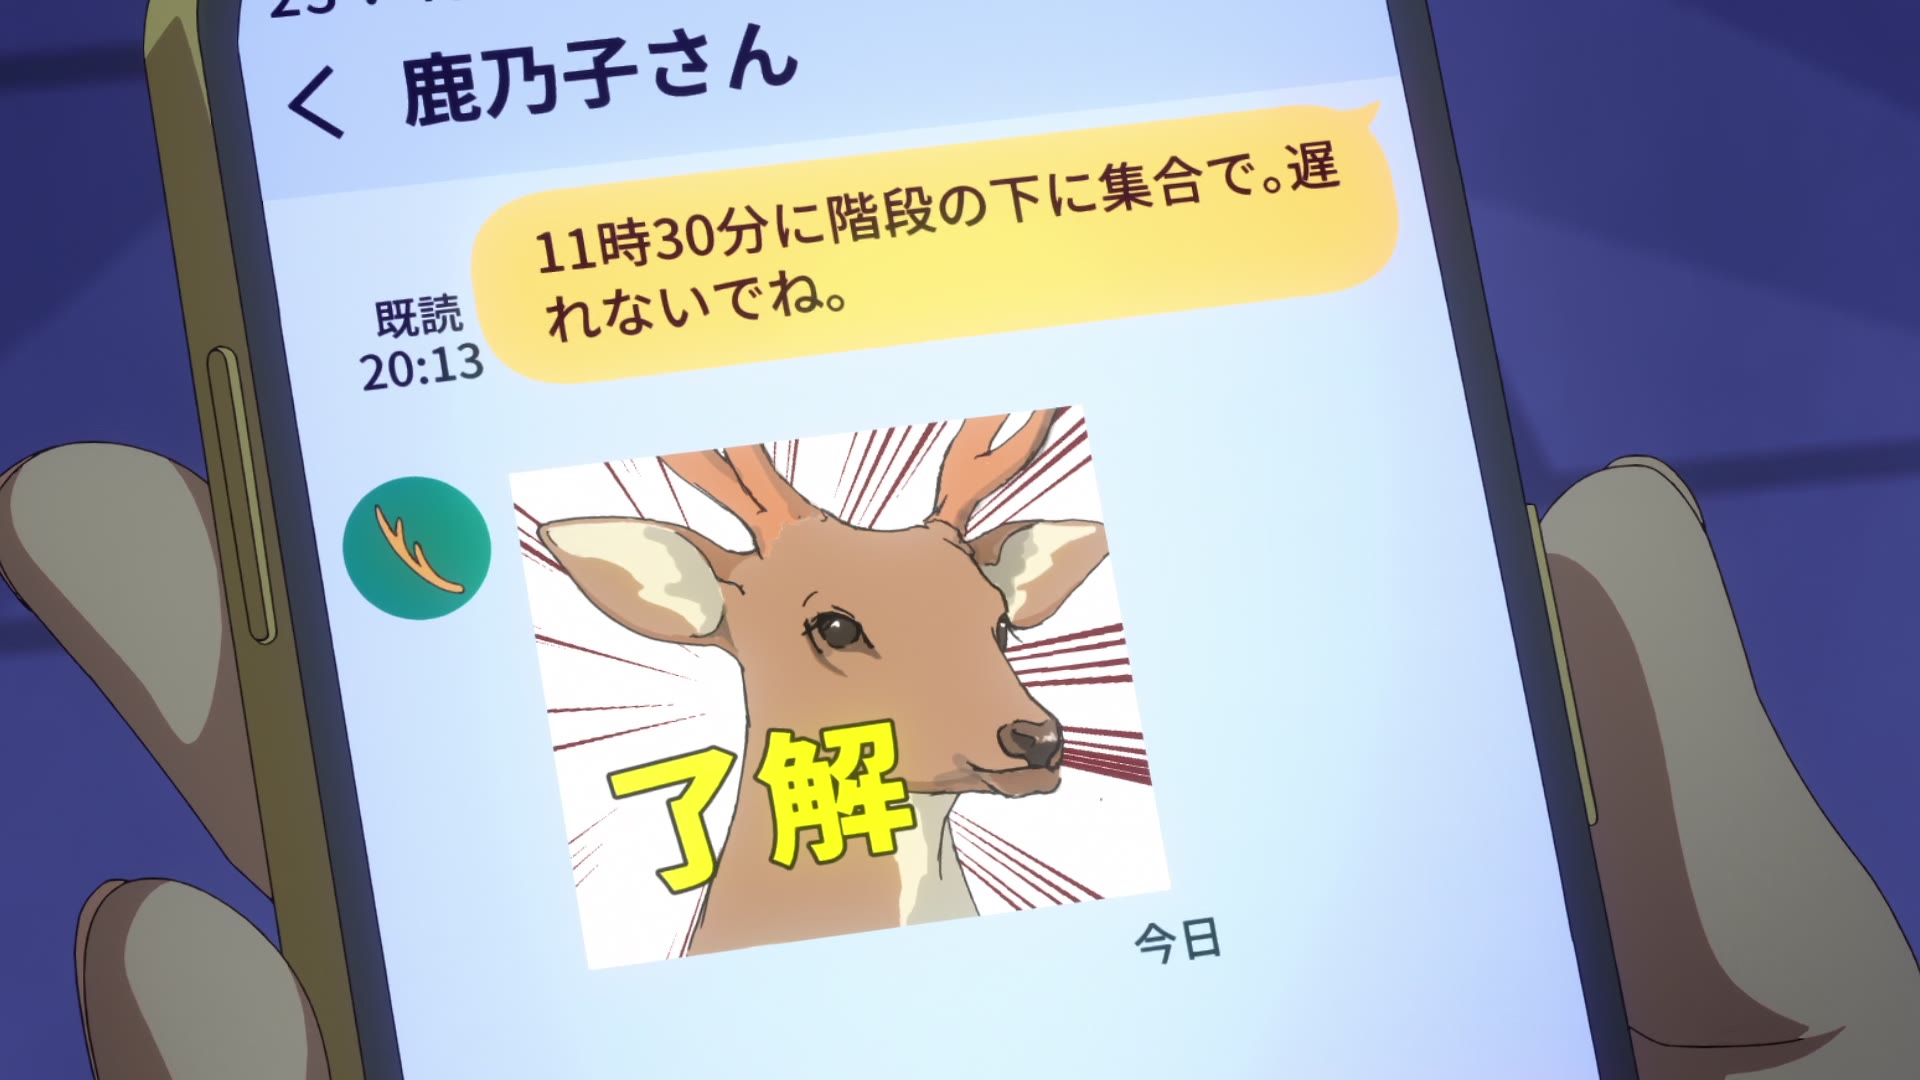 く 鹿乃子さん
11時30分に階段の下に集合で。遅
れないでね。
既読
20:13
了解
今日